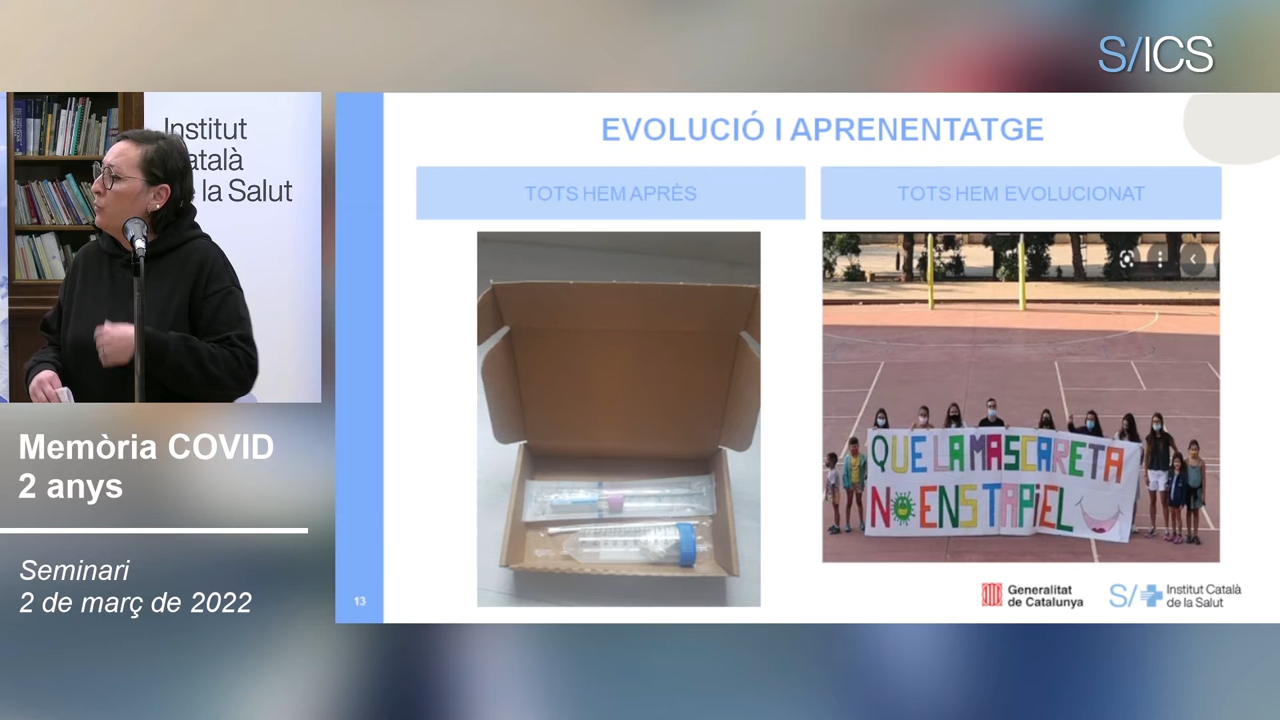 S/ICS
Institut
Català
de la Salut
Memòria COVID
2 anys
Seminari
2 de març de 2022
EVOLUCIÓ I APRENENTATGE
TOTS HEM APRÈS
TOTS HEM EVOLUCIONAT
QUE LA MASCARETA
NO ENS TAPI EL
13
Generalitat
de Catalunya
S/
Institut Català
de la Salut